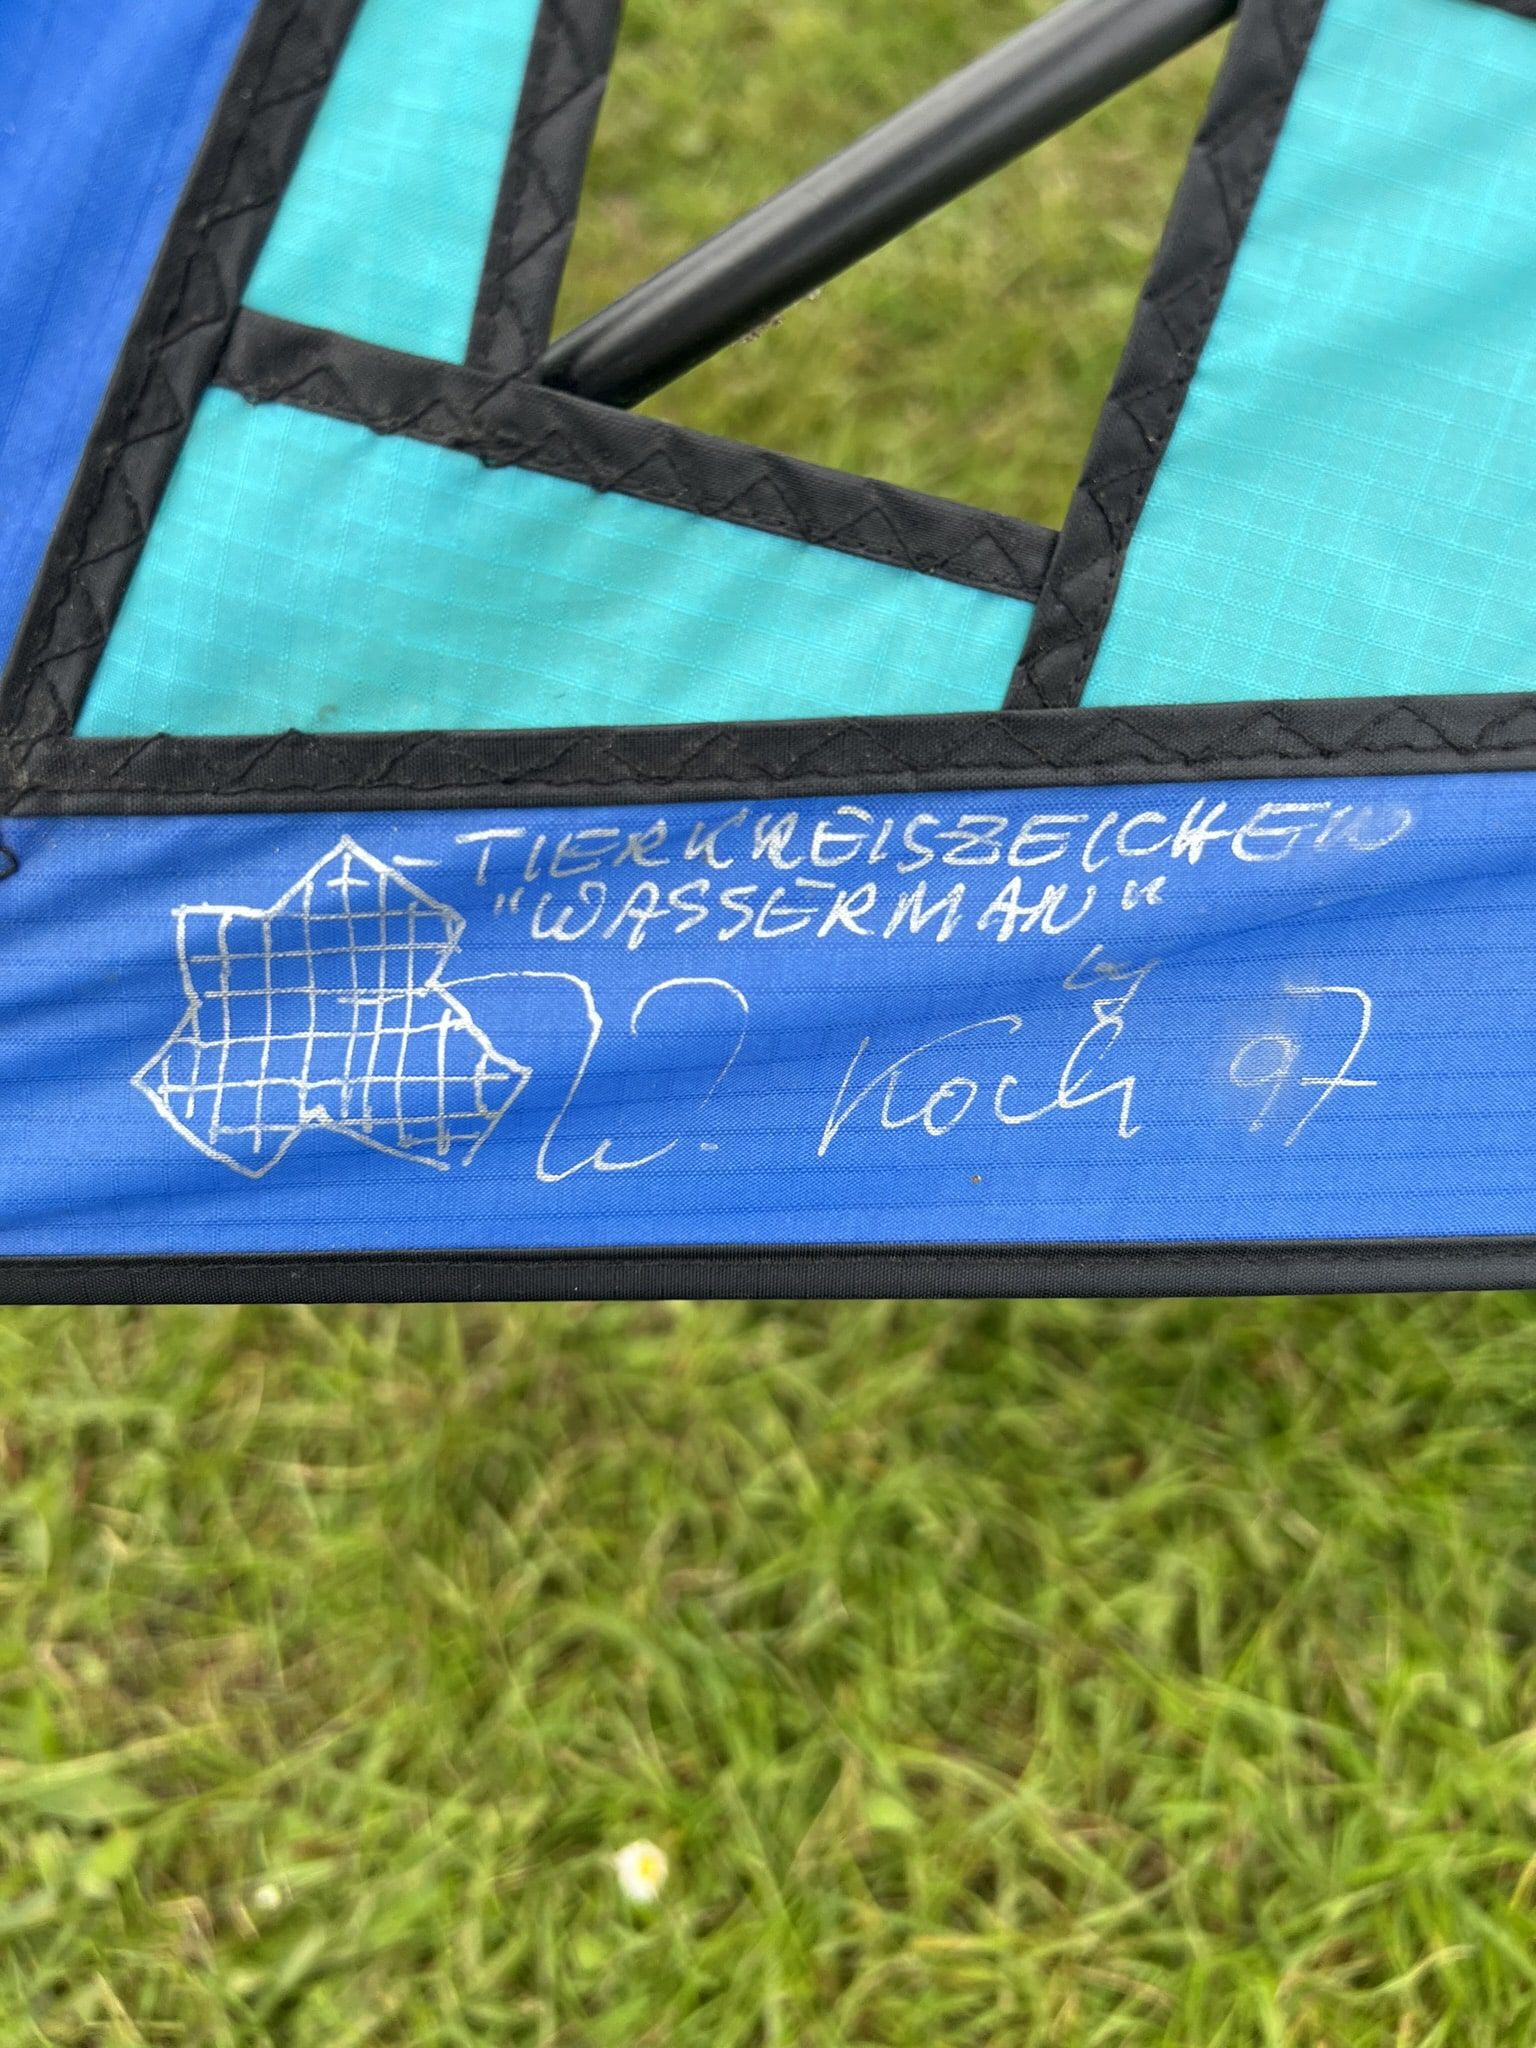 TIERKREISZEICHEN
"WASSERMAN"
by
Koch 97